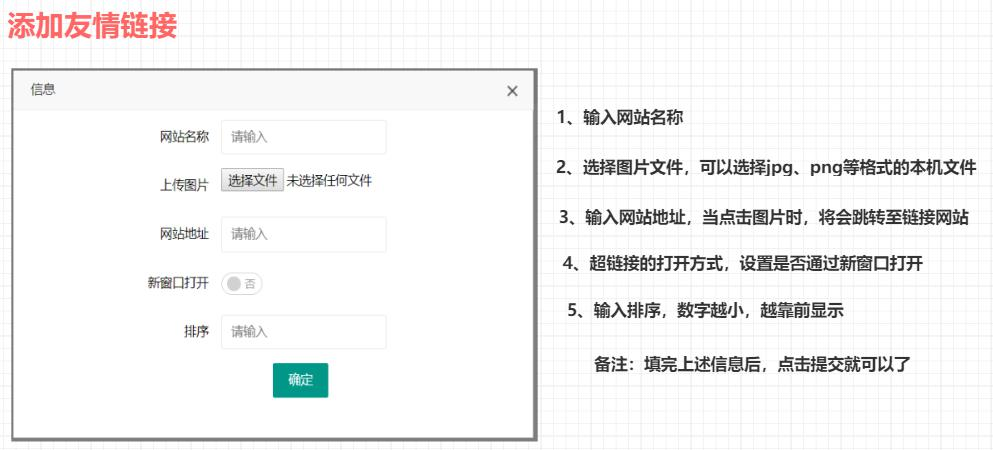 添加友情链接
信息
网站名称 请输入
上传图片 选择文件 未选择任何文件
网站地址 请输入
新窗口打开 否
排序 请输入
确定
1、输入网站名称
2、选择图片文件，可以选择jpg、png等格式的本机文件
3、输入网站地址，当点击图片时，将会跳转至链接网站
4、超链接的打开方式，设置是否通过新窗口打开
5、输入排序，数字越小，越靠前显示
备注：填完上述信息后，点击提交就可以了